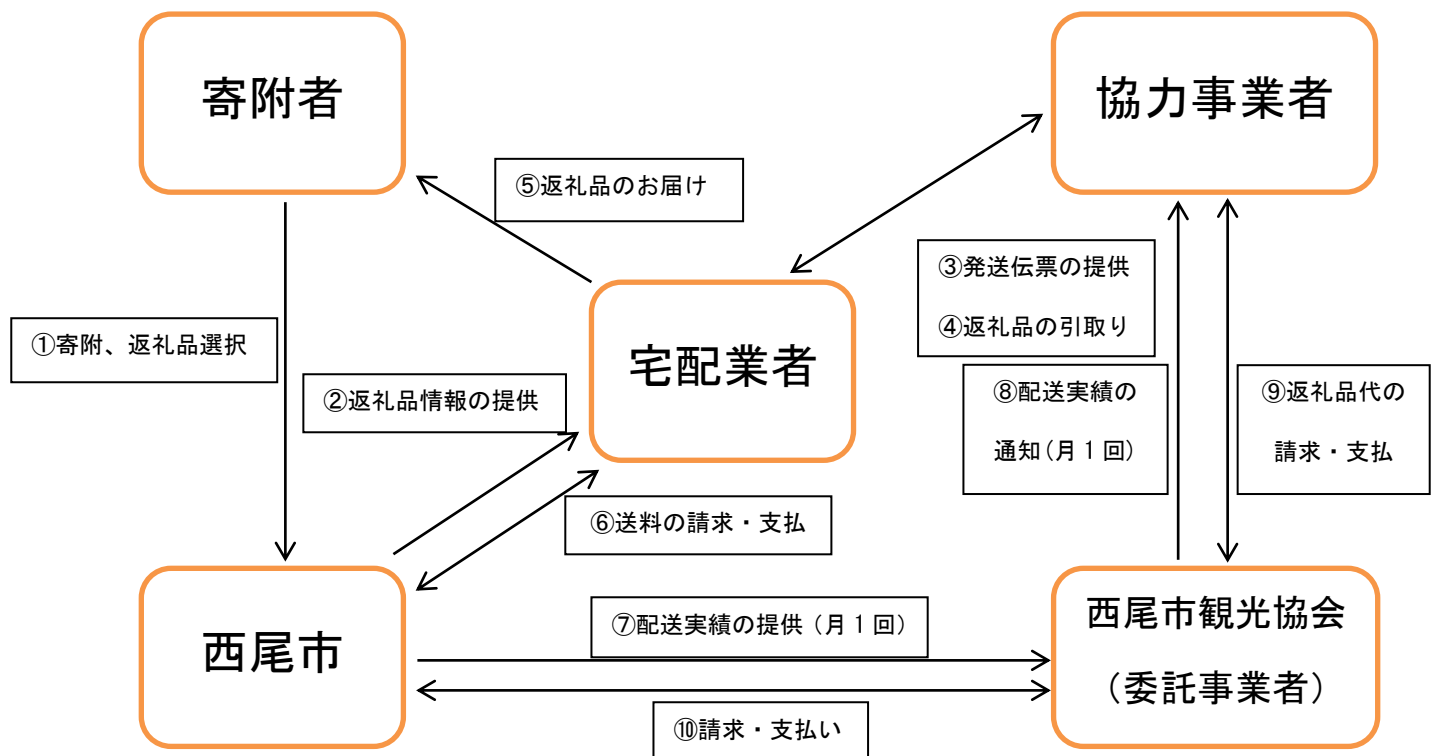 寄附者
協力事業者
⑤返礼品のお届け
③発送伝票の提供
④返礼品の引取り
①寄附、返礼品選択
宅配業者
②返礼品情報の提供
⑧配送実績の
通知(月1回)
⑨返礼品代の
請求・支払
⑥送料の請求・支払
西尾市
⑦配送実績の提供(月1回)
西尾市観光協会
(委託事業者)
⑩請求・支払い